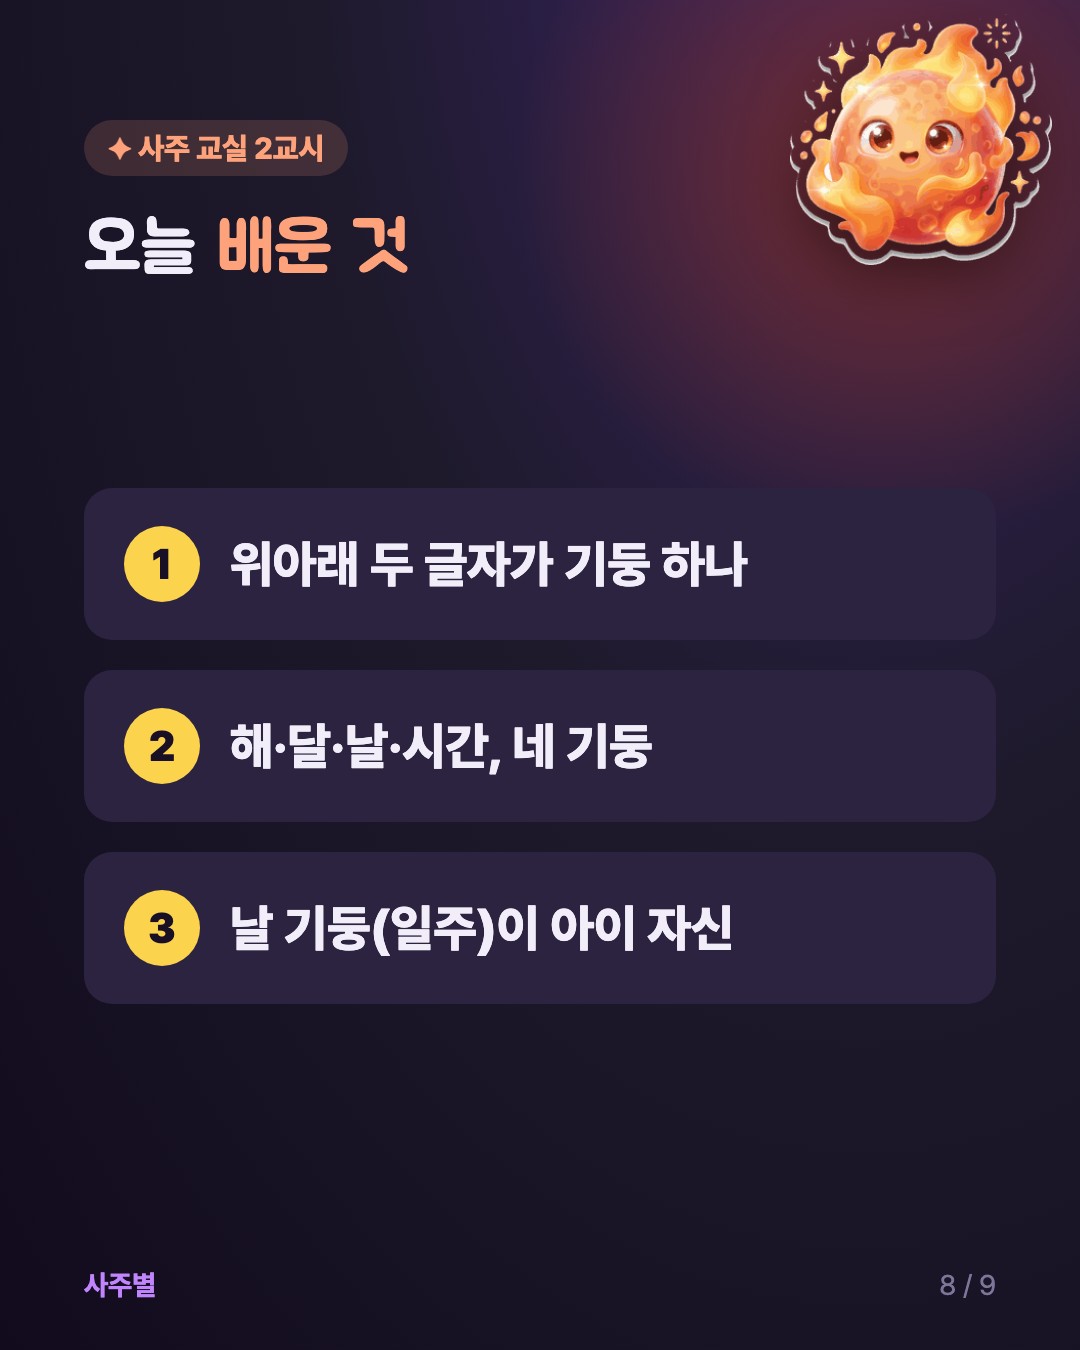 ✦ 사주 교실 2교시
오늘 배운 것
1 위아래 두 글자가 기둥 하나
2 해·달·날·시간, 네 기둥
3 날 기둥(일주)이 아이 자신
사주별
8 / 9